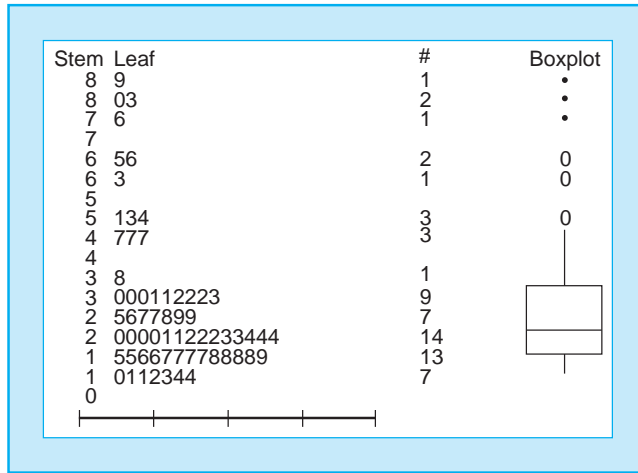 Stem Leaf # Boxplot
8 9 1 •
8 03 2 •
7 6 1 •
7
6 56 2 0
6 3 1 0
5
5 134 3 0
4 777 3
4
3 8 1
3 000112223 9
2 5677899 7
2 00001122233444 14
1 5566777788889 13
1 0112344 7
0